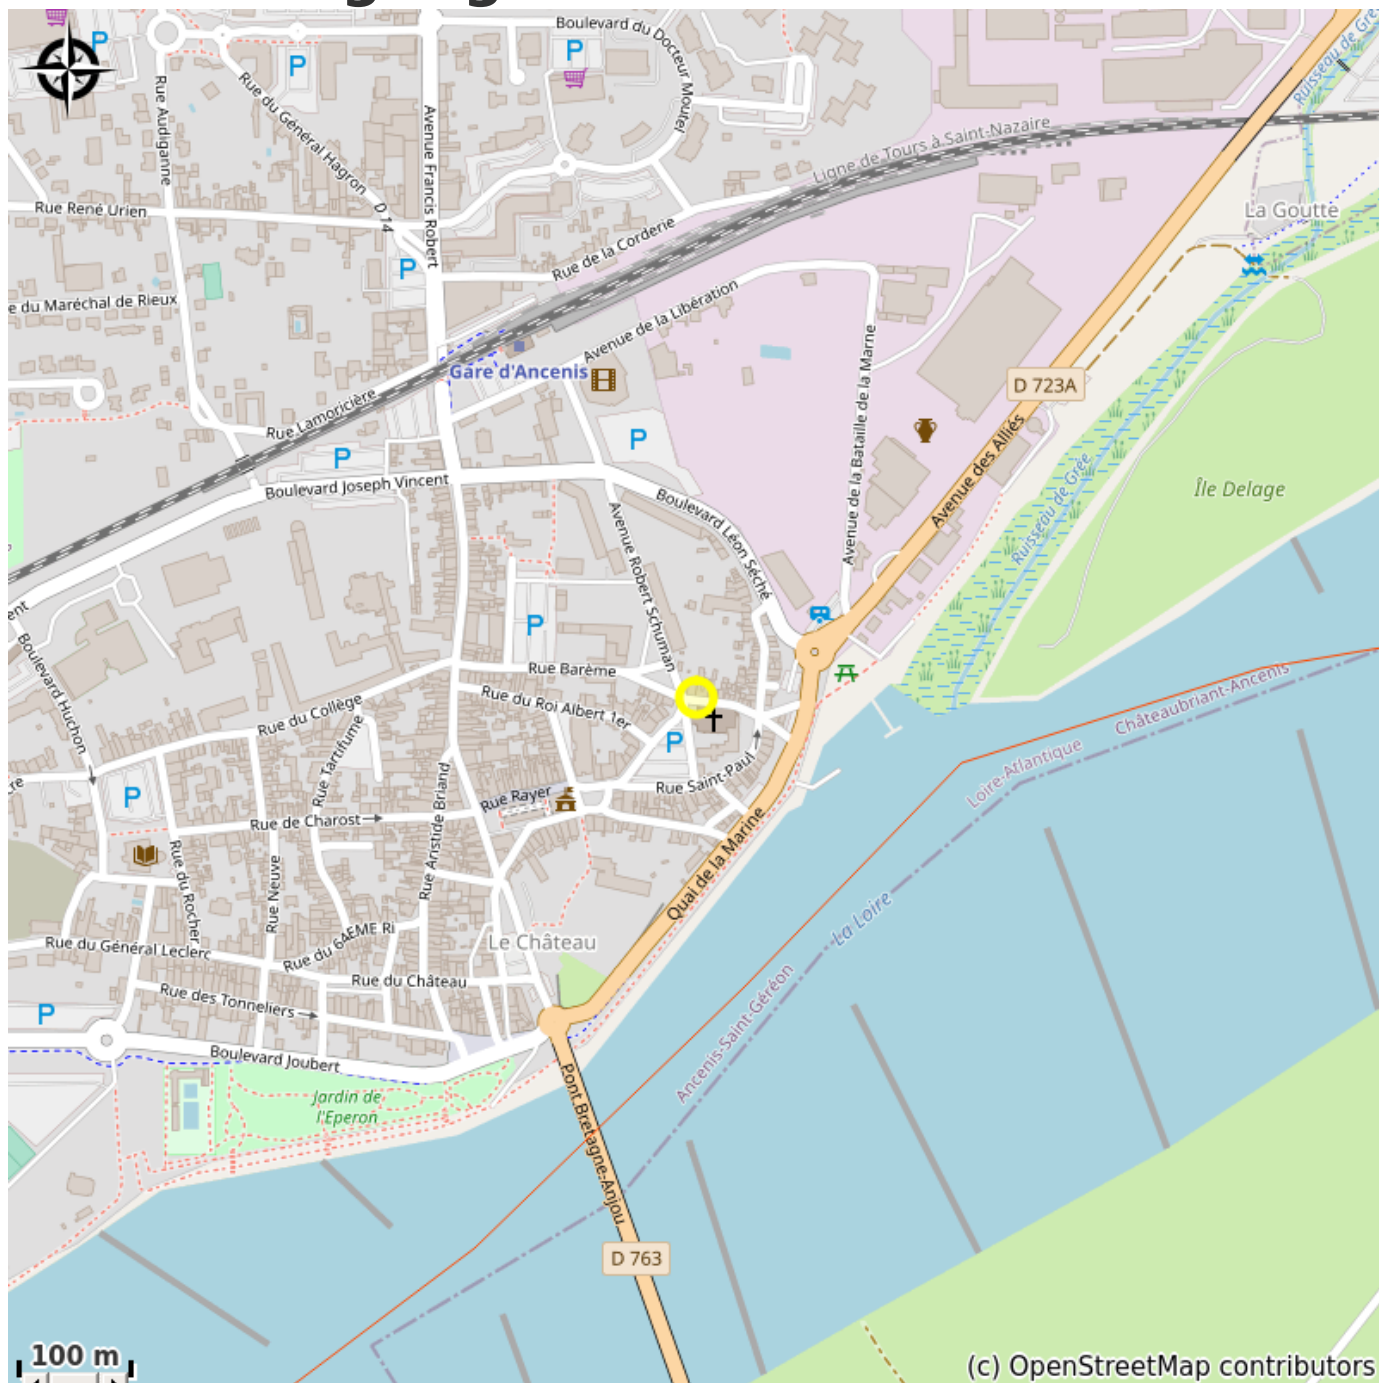 Boulevard du Docteur Moutel
P
P
P
Rue Audiganne
Rue du Général Hagron
Avenue Francis Robert
Ligne de Tours à Saint-Nazaire
Ruisseau de Grée
D 14
Rue René Urien
La Goutte
P
Rue de la Corderie
e du Maréchal de Rieux
Avenue de la Libération
Gare d'Ancenis
D 723A
Rue Lamoricière
Avenue de la Bataille de la Marne
Avenue des Alliés
P
P
Boulevard Joseph Vincent
Île Delage
Boulevard Léon Séché
Avenue Robert Schuman
Ruisseau de Grée
ent
P
Boulevard Huchon
Rue Barème
Rue du Roi Albert 1er
Rue du Collège
Châteaubriant-Ancenis
Rue Tartifume
P
Loire-Atlantique
Rue Saint-Paul
tre
P
Rue Rayer
Rue Aristide Briand
Rue de Charost
Quai de la Marine
Rue du Rocher
Rue Neuve
La Loire
Rue du 64EME RI
Le Château
Rue du Général Leclerc
Rue du Château
Rue des Tonneliers
P
Ancenis-Saint-Géréon
Boulevard Joubert
Jardin de
l'Eperon
Pont Bretagne-Anjou
D 763
100 m
(c) OpenStreetMap contributors